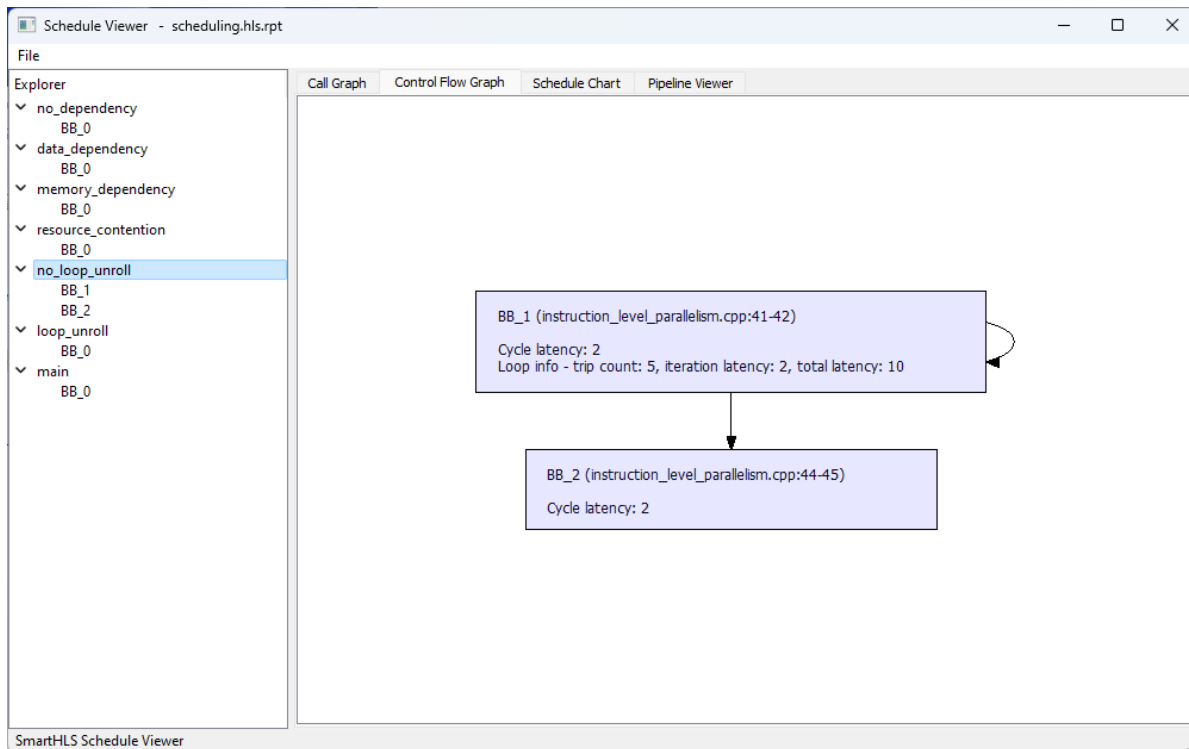 Schedule Viewer - scheduling.hls.rpt
File
Explorer
no_dependency
BB_0
data_dependency
BB_0
memory_dependency
BB_0
resource_contention
BB_0
no_loop_unroll
BB_1
BB_2
loop_unroll
BB_0
main
BB_0
Call Graph
Control Flow Graph
Schedule Chart
Pipeline Viewer
BB_1 (instruction_level_parallelism.cpp:41-42)
Cycle latency: 2
Loop info - trip count: 5, iteration latency: 2, total latency: 10
BB_2 (instruction_level_parallelism.cpp:44-45)
Cycle latency: 2
SmartHLS Schedule Viewer